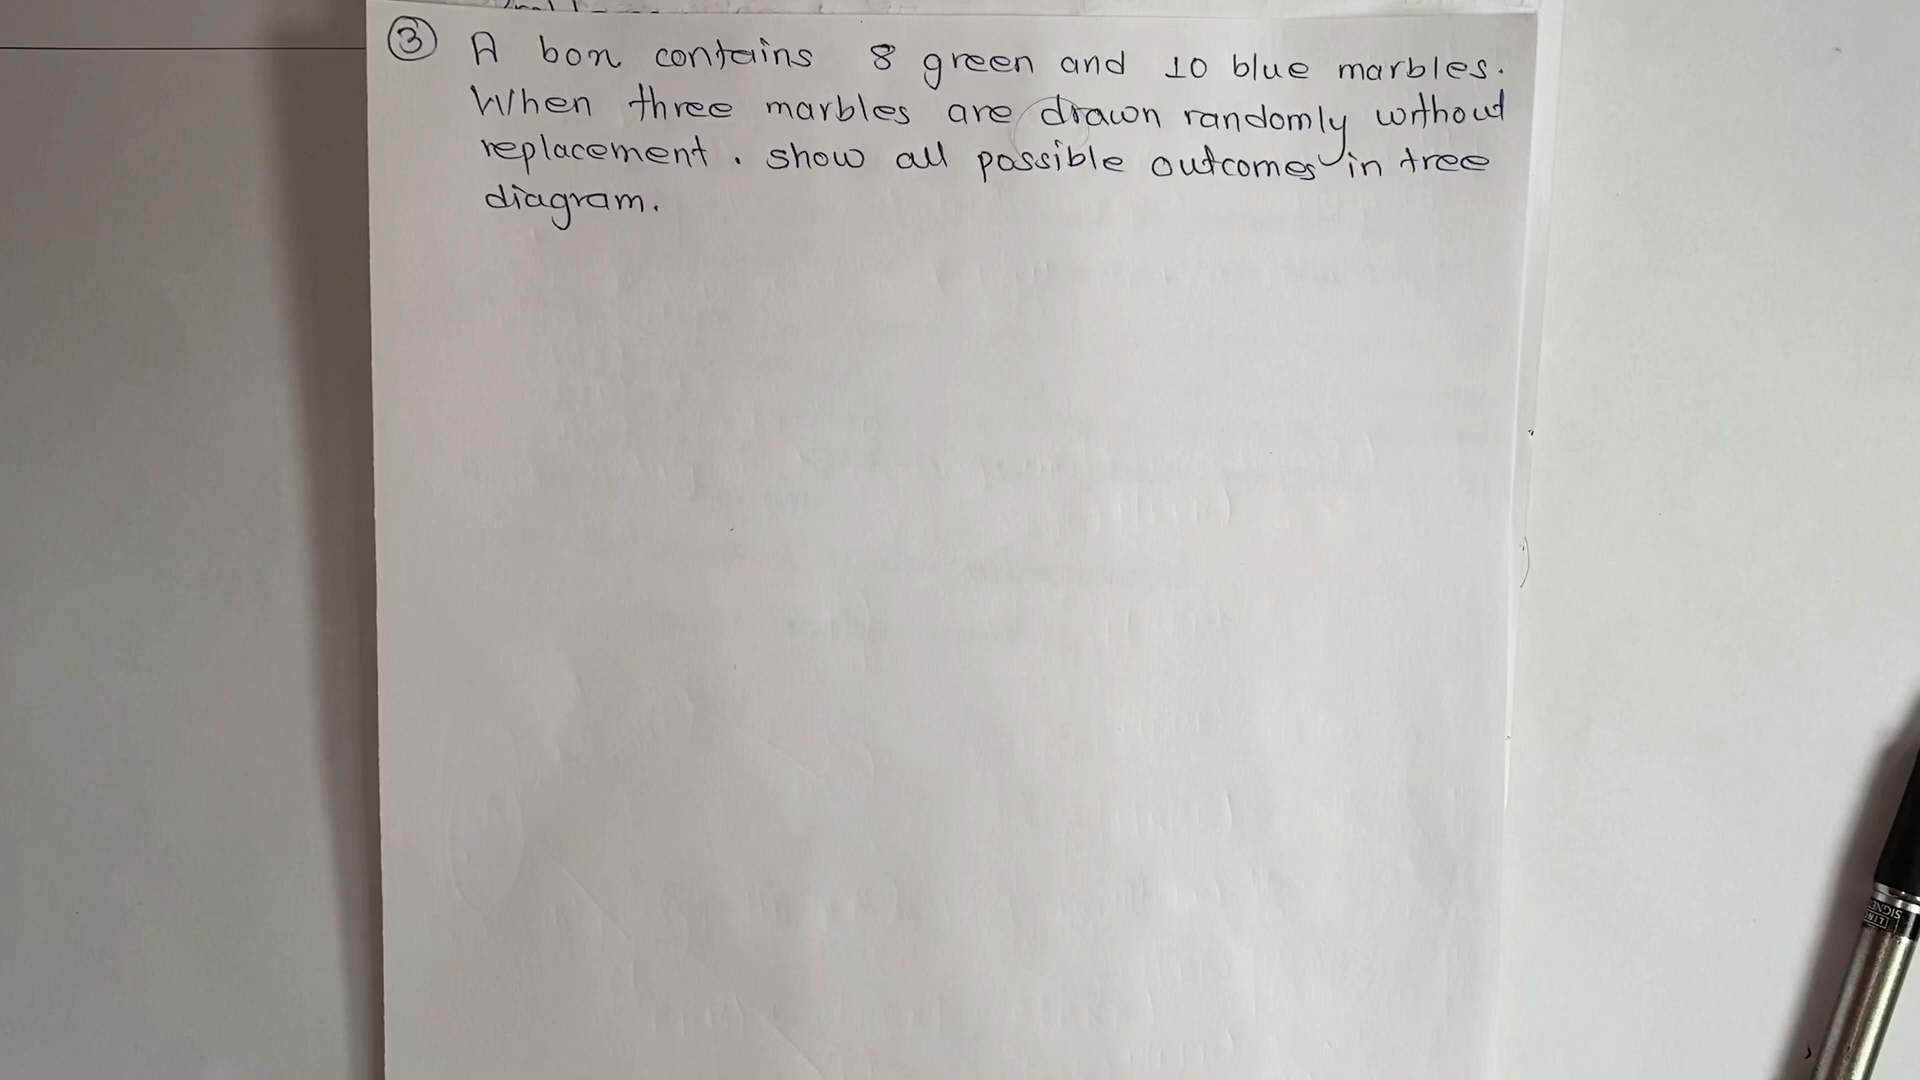 ③ A box contains 8 green and 10 blue marbles.
When three marbles are drawn randomly without
replacement. show all possible outcomes in tree
diagram.